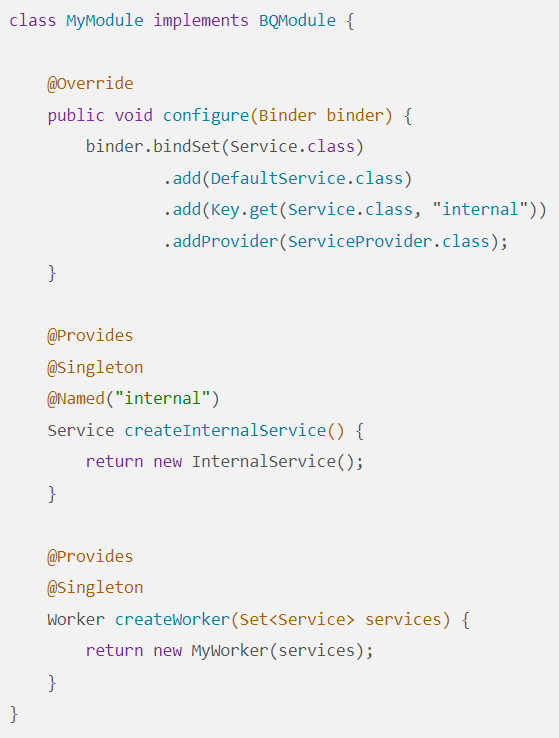 class MyModule implements BQModule {
    @Override
    public void configure(Binder binder) {
        binder.bindSet(Service.class)
                .add(DefaultService.class)
                .add(Key.get(Service.class, "internal"))
                .addProvider(ServiceProvider.class);
    }
    @Provides
    @Singleton
    @Named("internal")
    Service createInternalService() {
        return new InternalService();
    }
    @Provides
    @Singleton
    Worker createWorker(Set<Service> services) {
        return new MyWorker(services);
    }
}